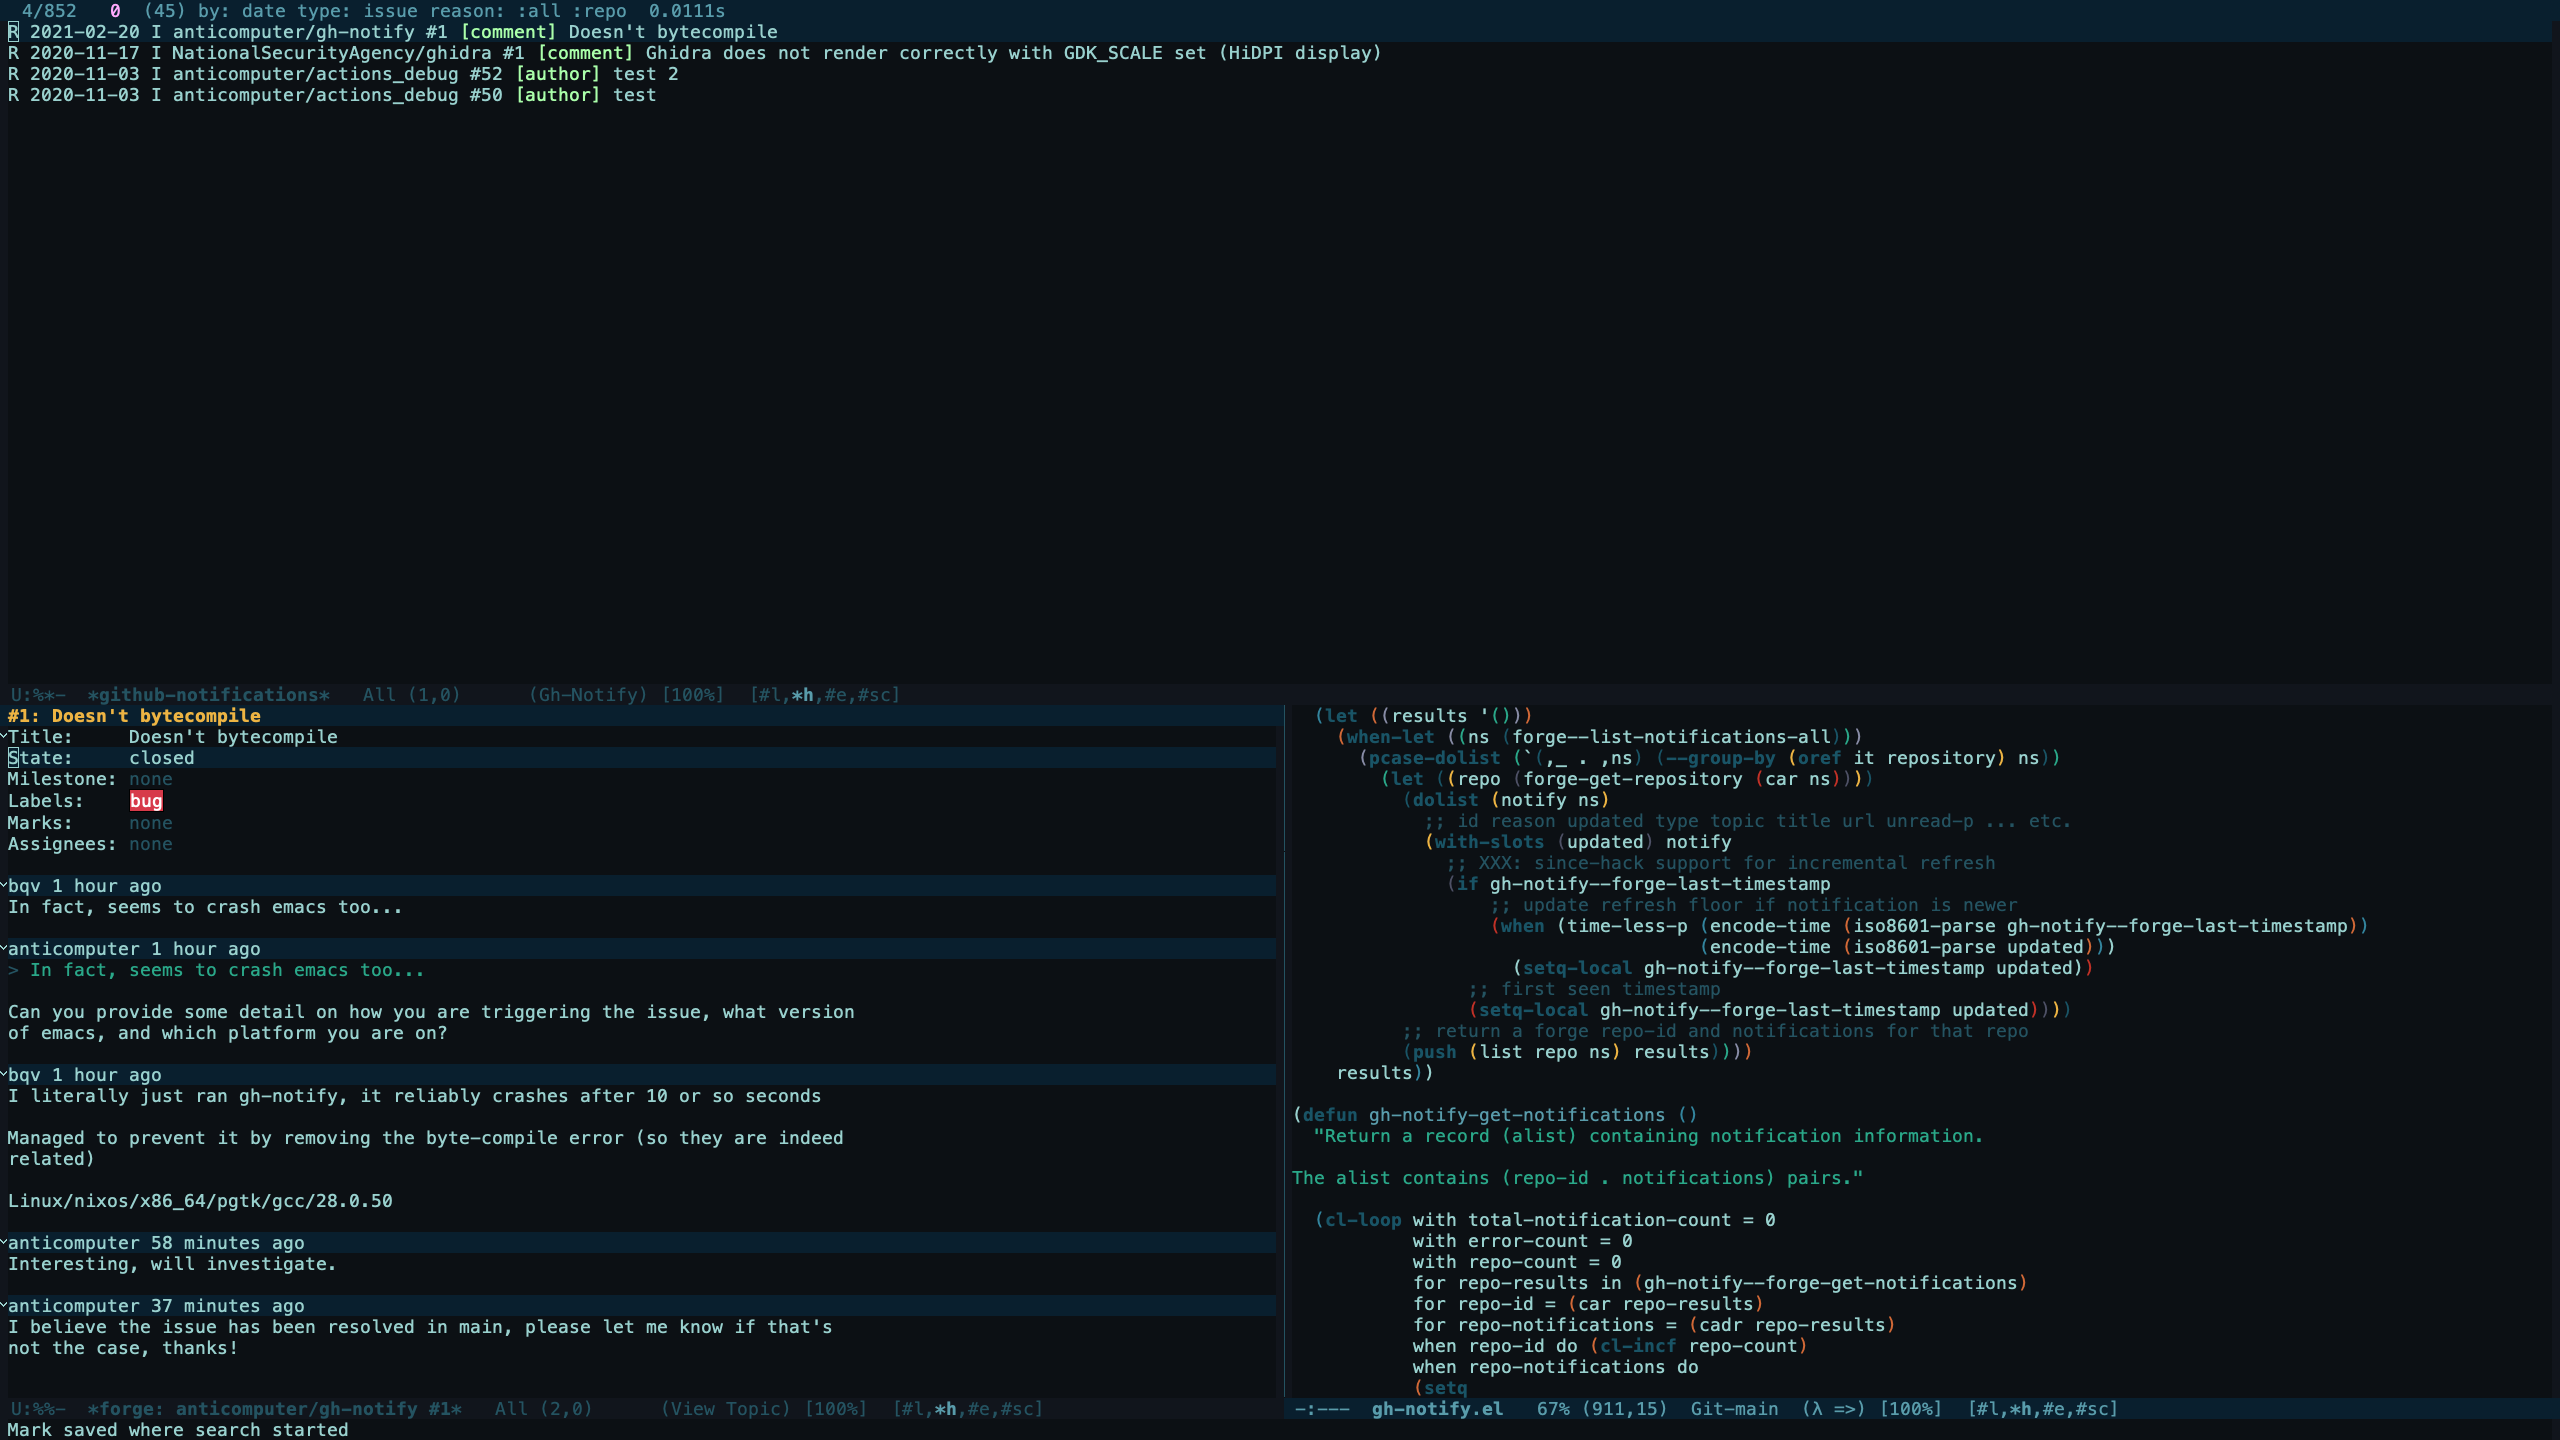 4/852   0  (45) by: date type: issue reason: :all :repo  0.0111s
R 2021-02-20 I anticomputer/gh-notify #1 [comment] Doesn't bytecompile
R 2020-11-17 I NationalSecurityAgency/ghidra #1 [comment] Ghidra does not render correctly with GDK_SCALE set (HiDPI display)
R 2020-11-03 I anticomputer/actions_debug #52 [author] test 2
R 2020-11-03 I anticomputer/actions_debug #50 [author] test
U:%*-  *github-notifications*   All (1,0)      (Gh-Notify) [100%]  [#l,*h,#e,#sc]
#1: Doesn't bytecompile
Title:     Doesn't bytecompile
State:     closed
Milestone: none
Labels:    bug
Marks:     none
Assignees: none
bqv 1 hour ago
In fact, seems to crash emacs too...
anticomputer 1 hour ago
> In fact, seems to crash emacs too...
Can you provide some detail on how you are triggering the issue, what version
of emacs, and which platform you are on?
bqv 1 hour ago
I literally just ran gh-notify, it reliably crashes after 10 or so seconds
Managed to prevent it by removing the byte-compile error (so they are indeed
related)
Linux/nixos/x86_64/pgtk/gcc/28.0.50
anticomputer 58 minutes ago
Interesting, will investigate.
anticomputer 37 minutes ago
I believe the issue has been resolved in main, please let me know if that's
not the case, thanks!
U:%%-  *forge: anticomputer/gh-notify #1*   All (2,0)      (View Topic) [100%]  [#l,*h,#e,#sc]
(let ((results '()))
(when-let ((ns (forge--list-notifications-all)))
(pcase-dolist (`(,_ . ,ns) (--group-by (oref it repository) ns))
(let ((repo (forge-get-repository (car ns))))
(dolist (notify ns)
;; id reason updated type topic title url unread-p ... etc.
(with-slots (updated) notify
;; XXX: since-hack support for incremental refresh
(if gh-notify--forge-last-timestamp
;; update refresh floor if notification is newer
(when (time-less-p (encode-time (iso8601-parse gh-notify--forge-last-timestamp))
(encode-time (iso8601-parse updated)))
(setq-local gh-notify--forge-last-timestamp updated))
;; first seen timestamp
(setq-local gh-notify--forge-last-timestamp updated))))
;; return a forge repo-id and notifications for that repo
(push (list repo ns) results))))
results))
(defun gh-notify-get-notifications ()
"Return a record (alist) containing notification information.
The alist contains (repo-id . notifications) pairs."
(cl-loop with total-notification-count = 0
with error-count = 0
with repo-count = 0
for repo-results in (gh-notify--forge-get-notifications)
for repo-id = (car repo-results)
for repo-notifications = (cadr repo-results)
when repo-id do (cl-incf repo-count)
when repo-notifications do
(setq
-:---  gh-notify.el   67% (911,15)  Git-main  (λ =>) [100%]  [#l,*h,#e,#sc]
Mark saved where search started